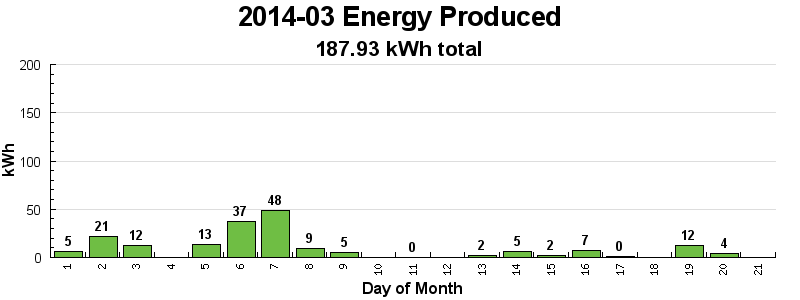 2014-03 Energy Produced
187.93 kWh total
kWh
200
150
100
50
0
5 21 12 13 37 48 9 5 0 2 5 2 7 0 12 4
1 2 3 4 5 6 7 8 9 10 11 12 13 14 15 16 17 18 19 20 21
Day of Month